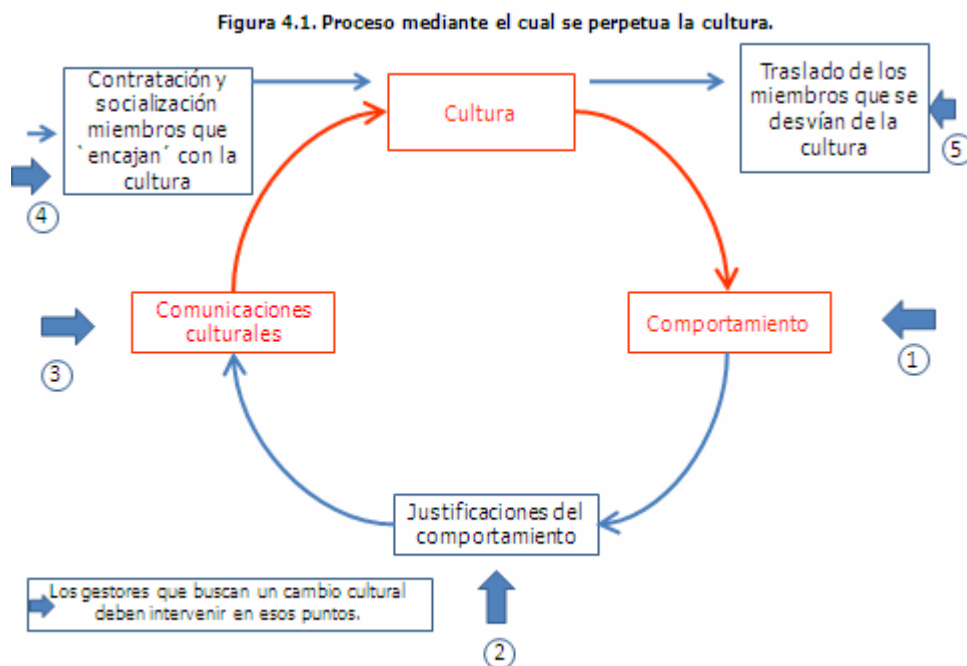 Figura 4.1. Proceso mediante el cual se perpetua la cultura.
Contratación y
socialización
miembros que
`encajan´ con la
cultura
Cultura
Traslado de los
miembros que se
desvían de la
cultura
5
4
Comunicaciones
culturales
Comportamiento
3
1
Justificaciones del
comportamiento
Los gestores que buscan un cambio cultural
deben intervenir en esos puntos.
2